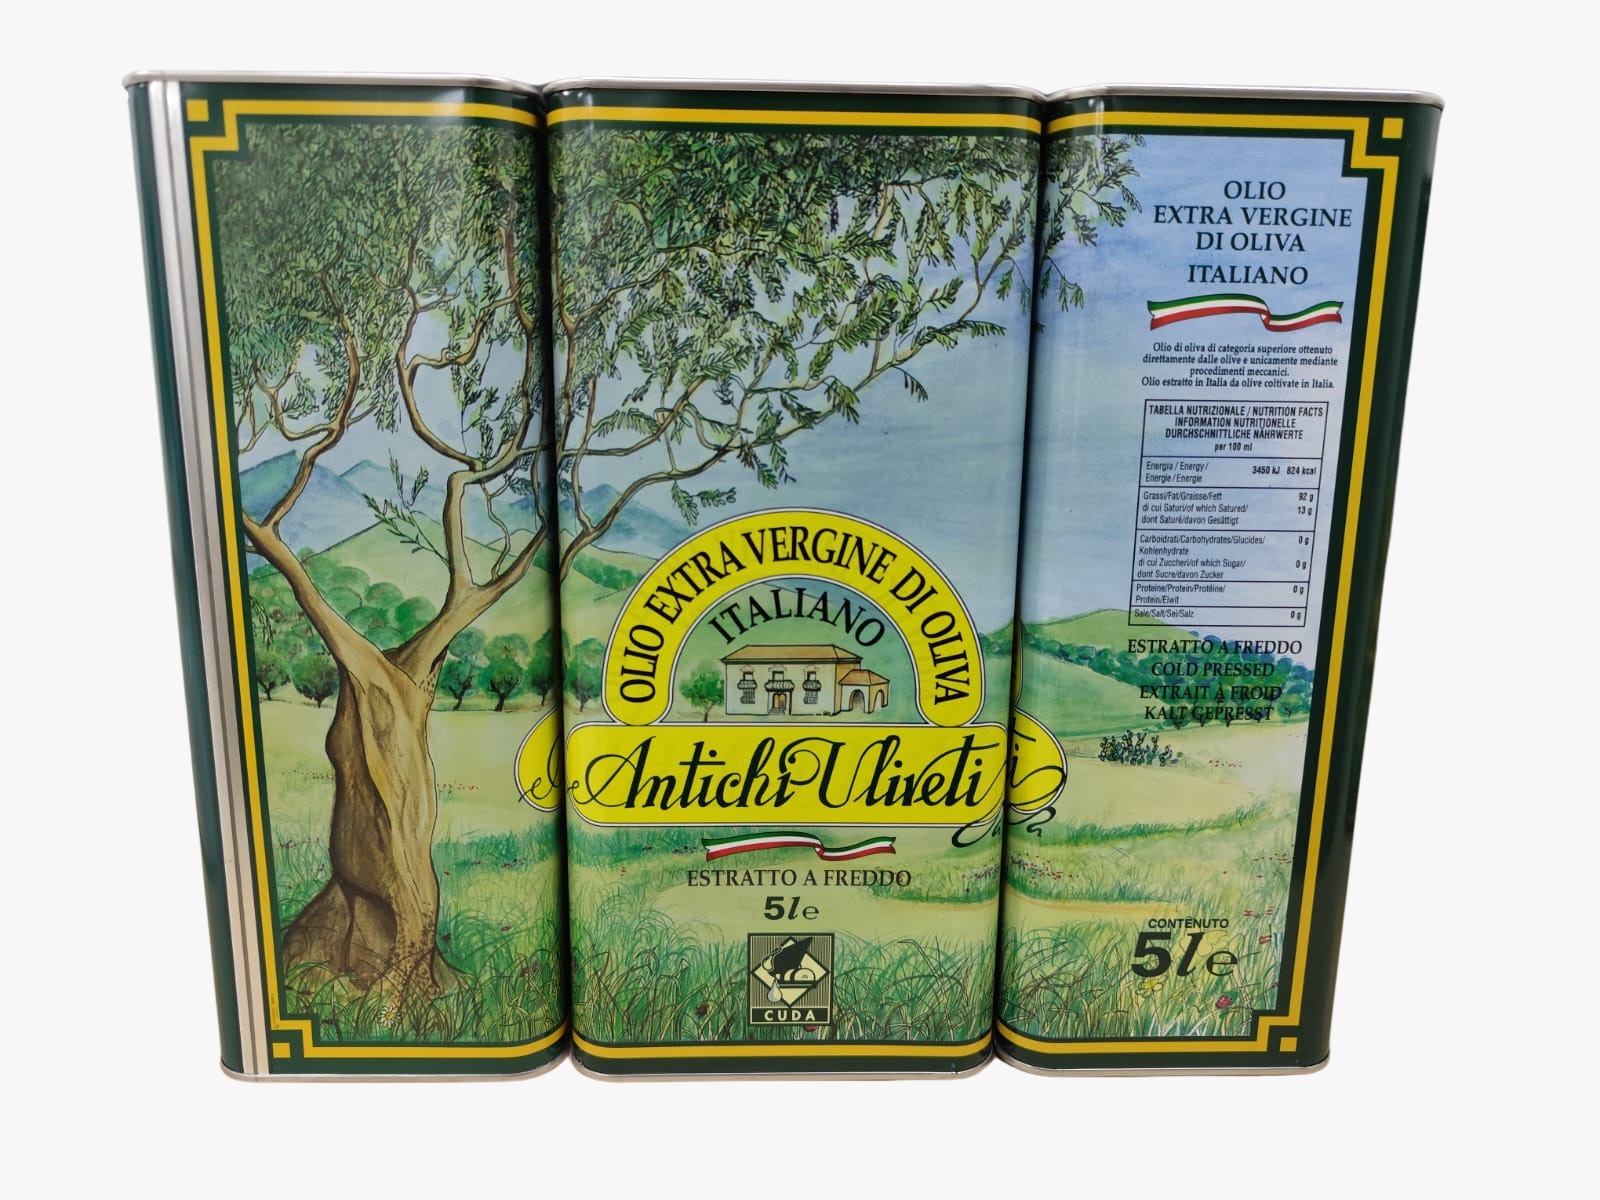 OLIO EXTRA VERGINE DI OLIVA
ITALIANO
Antichi Uliveti
ESTRATTO A FREDDO
5le
CUDA
ti
OLIO
EXTRA VERGINE
DI OLIVA
ITALIANO
Olio di oliva di categoria superiore ottenuto
direttamente dalle olive e unicamente mediante
procedimenti meccanici.
Olio estratto in Italia da olive coltivate in Italia.
TABELLA NUTRIZIONALE / NUTRITION FACTS
INFORMATION NUTRITIONELLE
DURCHSCHNITTLICHE NÄHRWERTE
per 100 ml
Energia / Energy / 3450 kJ 824 kcal
Energie / Energie
Grassi/Fat/Graisse/Fett 92 g
di cui Saturi/of which Satured/ 13 g
dont Saturé/davon Gesättigt
Carboidrati/Carbohydrates/Glucides/ 0 g
Kohlenhydrate
di cui Zuccheri/of which Sugar/ 0 g
dont Sucre/davon Zucker
Proteine/Protein/Protéine/ 0 g
Protein/Eiwit
Sale/Salt/Sel/Salz 0 g
ESTRATTO A FREDDO
COLD PRESSED
EXTRAIT À FROID
KALT GEPRESST
CONTENUTO
5le